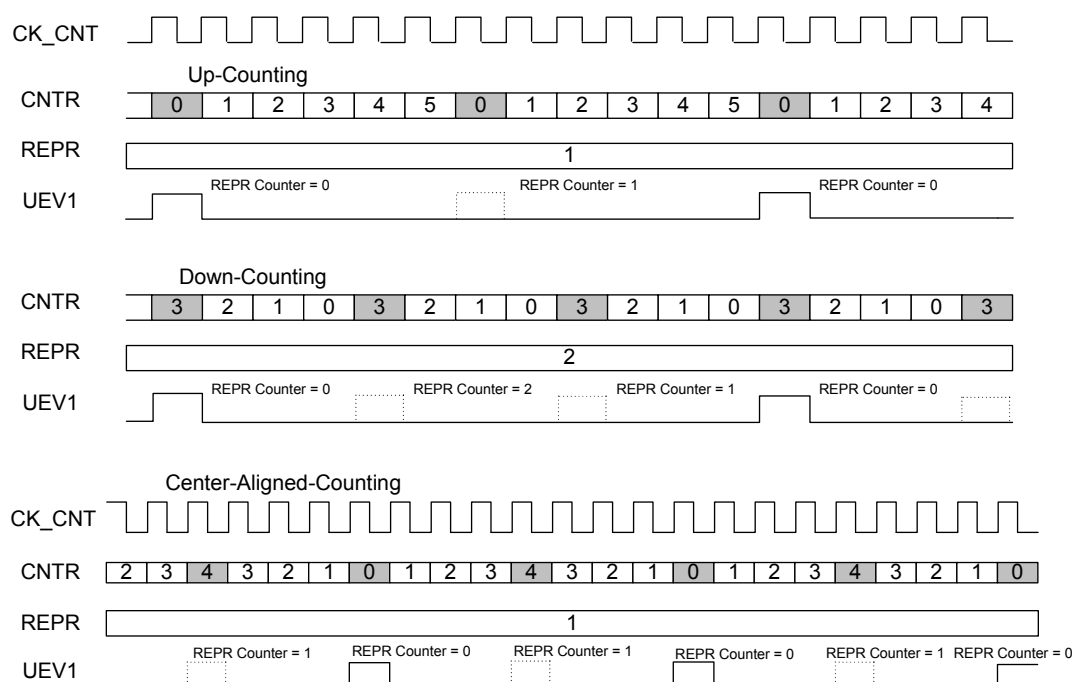 CK_CNT
Up-Counting
CNTR 0 1 2 3 4 5 0 1 2 3 4 5 0 1 2 3 4
REPR 1
REPR Counter = 0 REPR Counter = 1 REPR Counter = 0
UEV1
Down-Counting
CNTR 3 2 1 0 3 2 1 0 3 2 1 0 3 2 1 0 3
REPR 2
REPR Counter = 0 REPR Counter = 2 REPR Counter = 1 REPR Counter = 0
UEV1
Center-Aligned-Counting
CK_CNT
CNTR 2 3 4 3 2 1 0 1 2 3 4 3 2 1 0 1 2 3 4 3 2 1 0
REPR 1
REPR Counter = 1 REPR Counter = 0 REPR Counter = 1 REPR Counter = 0 REPR Counter = 1 REPR Counter = 0
UEV1